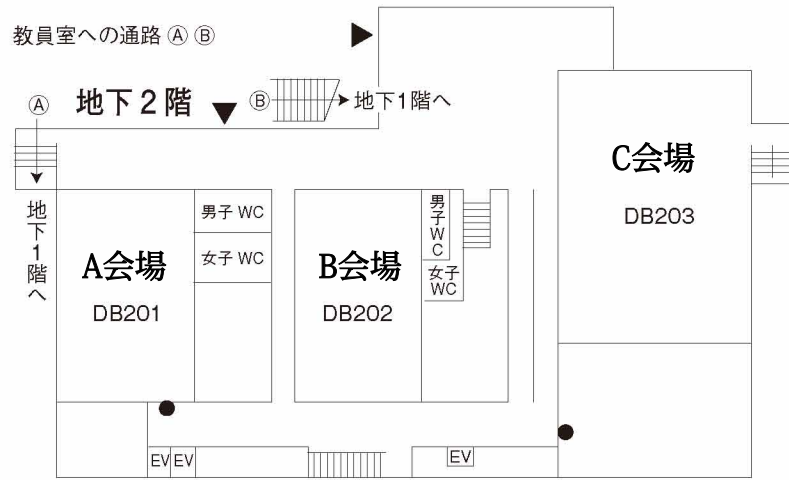 教員室への通路 Ⓐ Ⓑ
Ⓐ
地下2階
Ⓑ
地下1階へ
地下1階へ
A会場
DB201
男子 WC
女子 WC
B会場
DB202
男子WC
女子
WC
C会場
DB203
EV
EV
EV